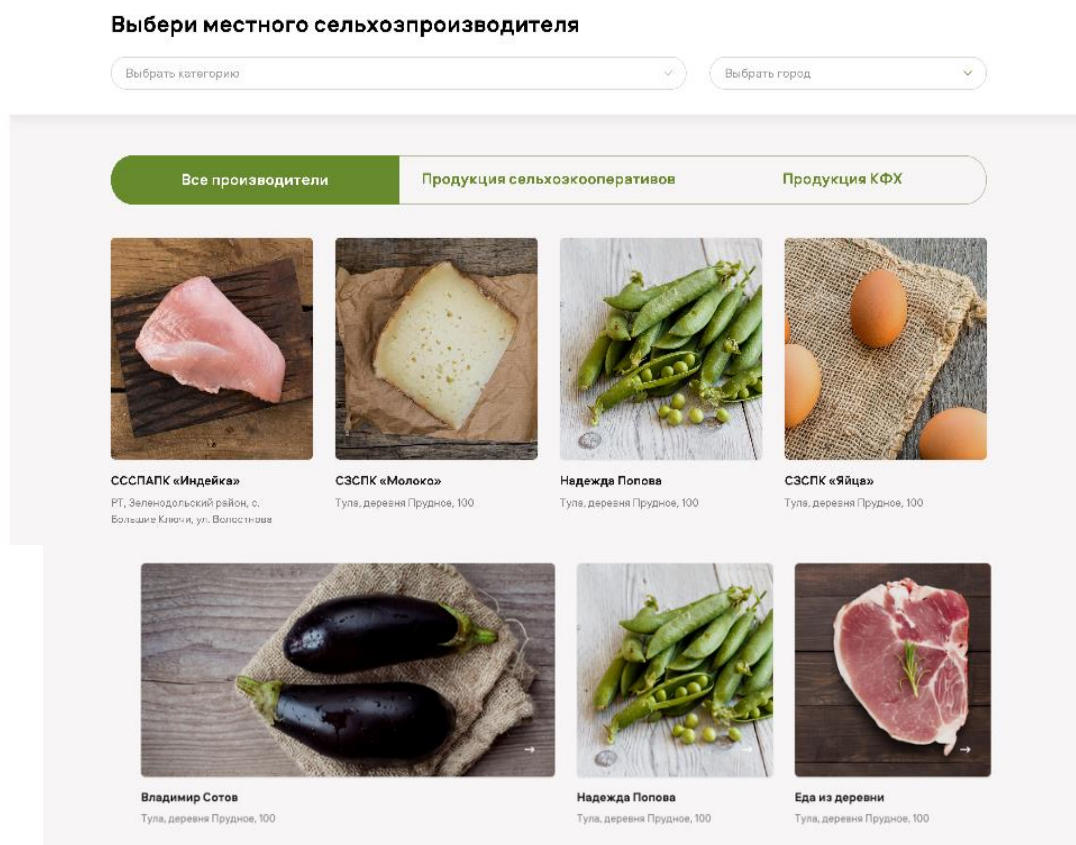 Выбери местного сельхозпроизводителя
Выбрать категорию
Выбрать город
Все производители
Продукция сельхозкооперативов
Продукция КФХ
СССПАПК «Индейка»
РТ, Зеленодольский район, с.
Большие Ключи, ул. Волостнова
СЗСПК «Молоко»
Тула, деревня Прудное, 100
Надежда Попова
Тула, деревня Прудное, 100
СЗСПК «Яйца»
Тула, деревня Прудное, 100
Владимир Сотов
Тула, деревня Прудное, 100
Надежда Попова
Тула, деревня Прудное, 100
Еда из деревни
Тула, деревня Прудное, 100